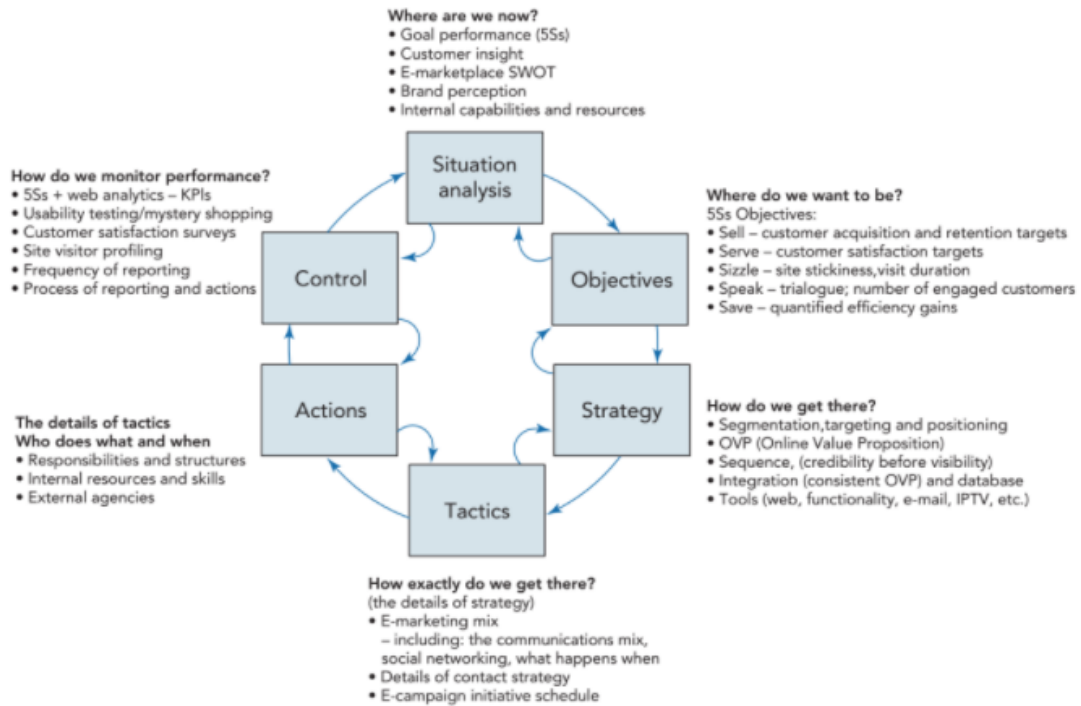 Where are we now?
• Goal performance (5Ss)
• Customer insight
• E-marketplace SWOT
• Brand perception
• Internal capabilities and resources
Situation
analysis
How do we monitor performance?
• 5Ss + web analytics – KPIs
• Usability testing/mystery shopping
• Customer satisfaction surveys
• Site visitor profiling
• Frequency of reporting
• Process of reporting and actions
Control
Objectives
Where do we want to be?
5Ss Objectives:
• Sell – customer acquisition and retention targets
• Serve – customer satisfaction targets
• Sizzle – site stickiness,visit duration
• Speak – trialogue; number of engaged customers
• Save – quantified efficiency gains
Actions
Strategy
The details of tactics
Who does what and when
• Responsibilities and structures
• Internal resources and skills
• External agencies
How do we get there?
• Segmentation,targeting and positioning
• OVP (Online Value Proposition)
• Sequence, (credibility before visibility)
• Integration (consistent OVP) and database
• Tools (web, functionality, e-mail, IPTV, etc.)
Tactics
How exactly do we get there?
(the details of strategy)
• E-marketing mix
– including: the communications mix,
social networking, what happens when
• Details of contact strategy
• E-campaign initiative schedule